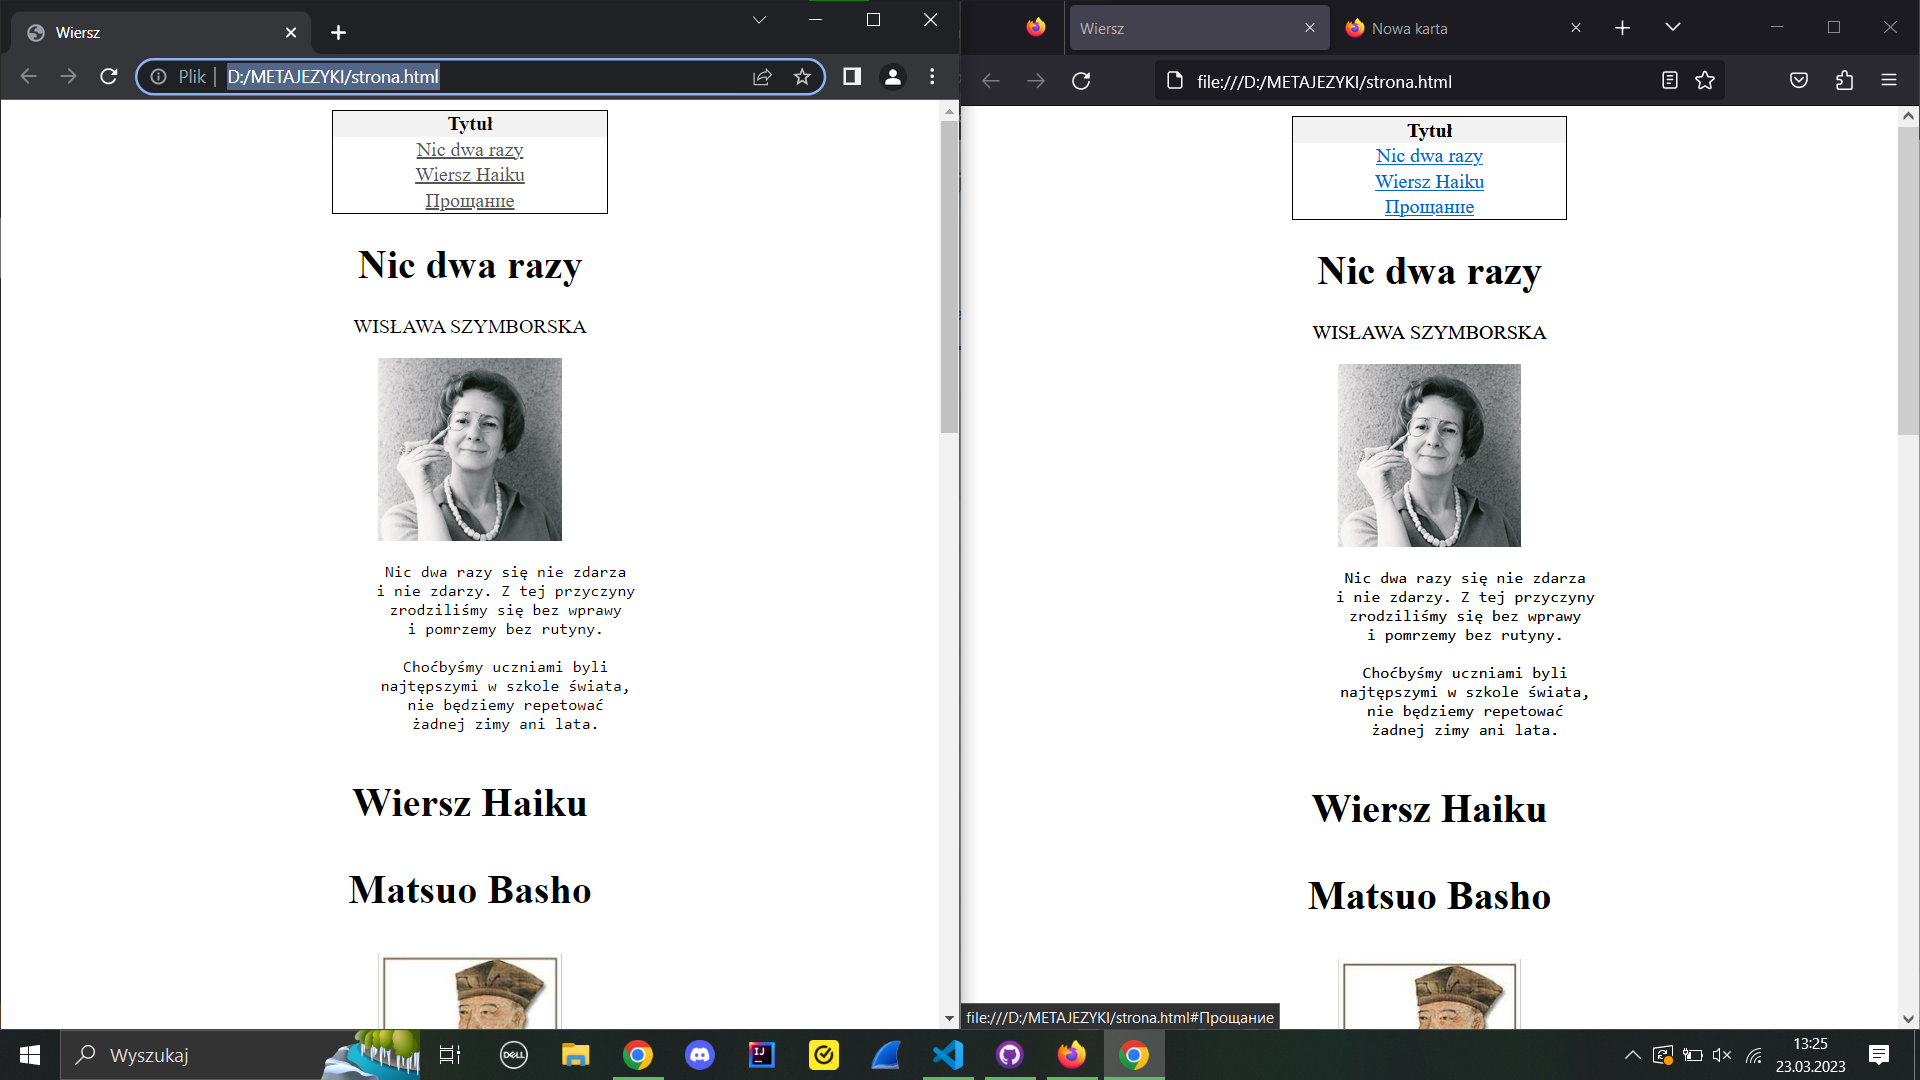 Wiersz
Plik | D:/METAJEZYKI/strona.html
Tytuł
Nic dwa razy
Wiersz Haiku
Прощание
Nic dwa razy
WISŁAWA SZYMBORSKA
Nic dwa razy się nie zdarza
i nie zdarzy. Z tej przyczyny
zrodziliśmy się bez wprawy
i pomrzemy bez rutyny.
Choćbyśmy uczniami byli
najtępszymi w szkole świata,
nie będziemy repetować
żadnej zimy ani lata.
Wiersz Haiku
Matsuo Basho
Wiersz
Nowa karta
file:///D:/METAJEZYKI/strona.html
Tytuł
Nic dwa razy
Wiersz Haiku
Прощание
Nic dwa razy
WISŁAWA SZYMBORSKA
Nic dwa razy się nie zdarza
i nie zdarzy. Z tej przyczyny
zrodziliśmy się bez wprawy
i pomrzemy bez rutyny.
Choćbyśmy uczniami byli
najtępszymi w szkole świata,
nie będziemy repetować
żadnej zimy ani lata.
Wiersz Haiku
Matsuo Basho
file:///D:/METAJEZYKI/strona.html#Прощание
Wyszukaj
DELL
IJ
13:25
23.03.2023